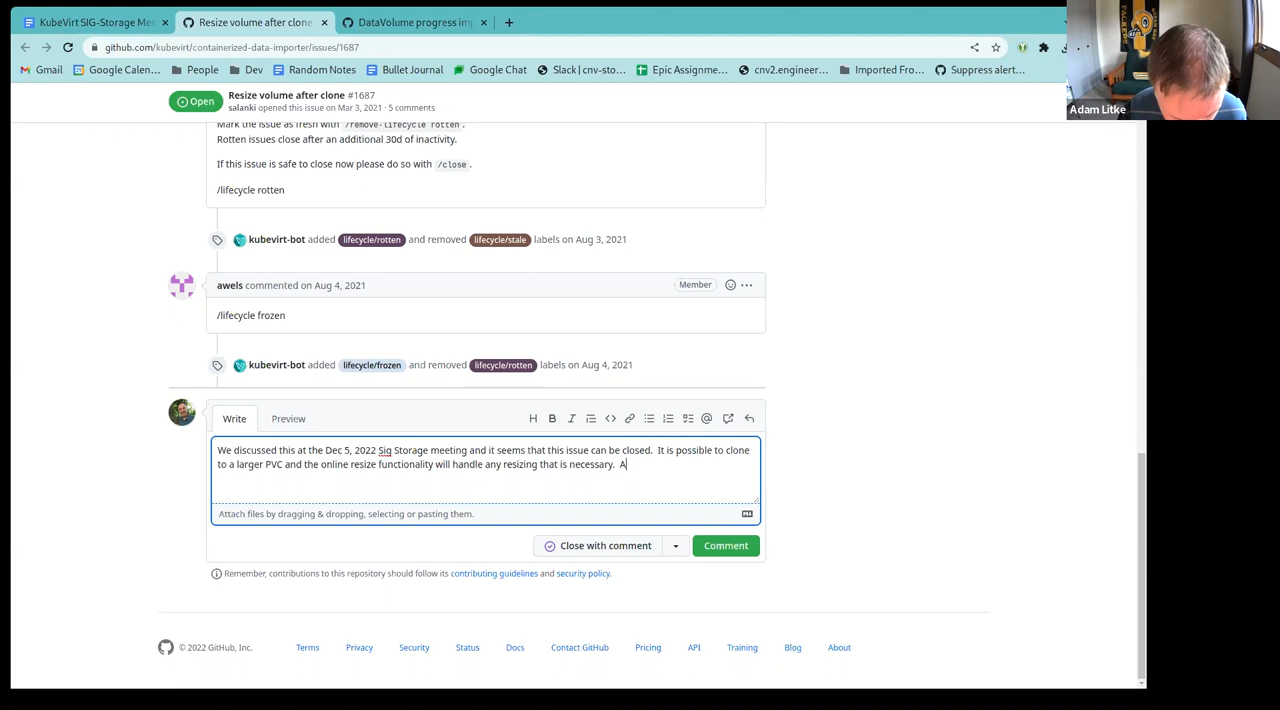 KubeVirt SIG-Storage Mee
Resize volume after clone
DataVolume progress imp
github.com/kubevirt/containerized-data-importer/issues/1687
Gmail
Google Calen...
People
Dev
Random Notes
Bullet Journal
Google Chat
Slack | cnv-sto...
Epic Assignme...
cnv2.engineer...
Imported Fro...
Suppress alert...
PACKERS
Adam Litke
Open
Resize volume after clone #1687
salanki opened this issue on Mar 3, 2021 · 5 comments
Mark the issue as fresh with /remove-lifecycle rotten.
Rotten issues close after an additional 30d of inactivity.
If this issue is safe to close now please do so with /close.
/lifecycle rotten
kubevirt-bot added lifecycle/rotten and removed lifecycle/stale labels on Aug 3, 2021
awels commented on Aug 4, 2021
Member
/lifecycle frozen
kubevirt-bot added lifecycle/frozen and removed lifecycle/rotten labels on Aug 4, 2021
Write
Preview
We discussed this at the Dec 5, 2022 Sig Storage meeting and it seems that this issue can be closed.  It is possible to clone
to a larger PVC and the online resize functionality will handle any resizing that is necessary.  A
Attach files by dragging & dropping, selecting or pasting them.
Close with comment
Comment
Remember, contributions to this repository should follow its contributing guidelines and security policy.
© 2022 GitHub, Inc.
Terms
Privacy
Security
Status
Docs
Contact GitHub
Pricing
API
Training
Blog
About